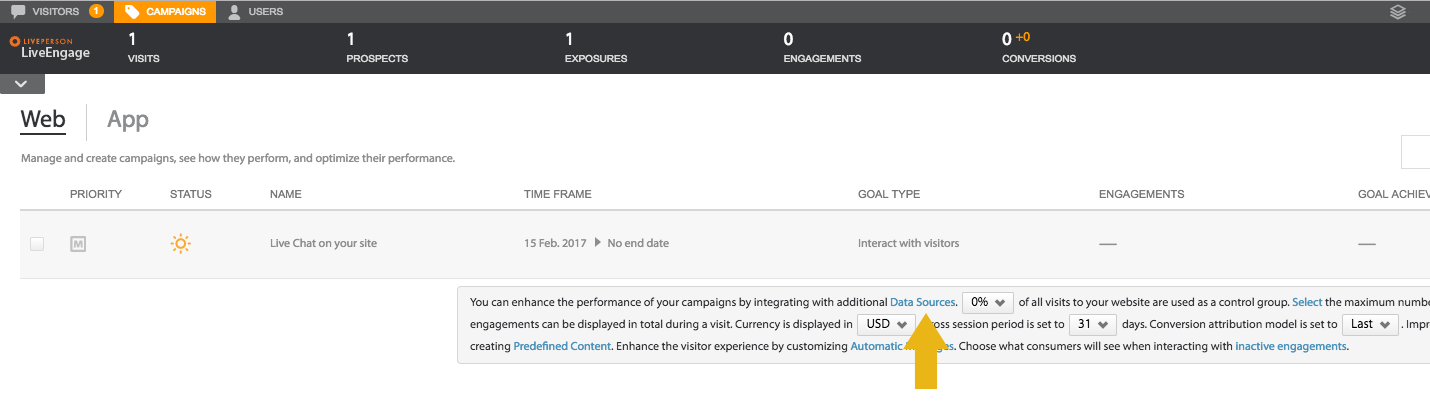 VISITORS 1 CAMPAIGNS USERS
LIVEPERSON
LiveEngage
1 1 1 0 0 +0
VISITS PROSPECTS EXPOSURES ENGAGEMENTS CONVERSIONS
Web App
Manage and create campaigns, see how they perform, and optimize their performance.
PRIORITY STATUS NAME TIME FRAME GOAL TYPE ENGAGEMENTS GOAL
M Live Chat on your site 15 Feb. 2017 No end date Interact with visitors — —
You can enhance the performance of your campaigns by integrating with additional Data Sources. 0% of all visits to your website are used as a control group. Select the maximum
engagements can be displayed in total during a visit. Currency is displayed in USD session period is set to 31 days. Conversion attribution model is set to Last .
creating Predefined Content. Enhance the visitor experience by customizing Automatic . Choose what consumers will see when interacting with inactive engagements.